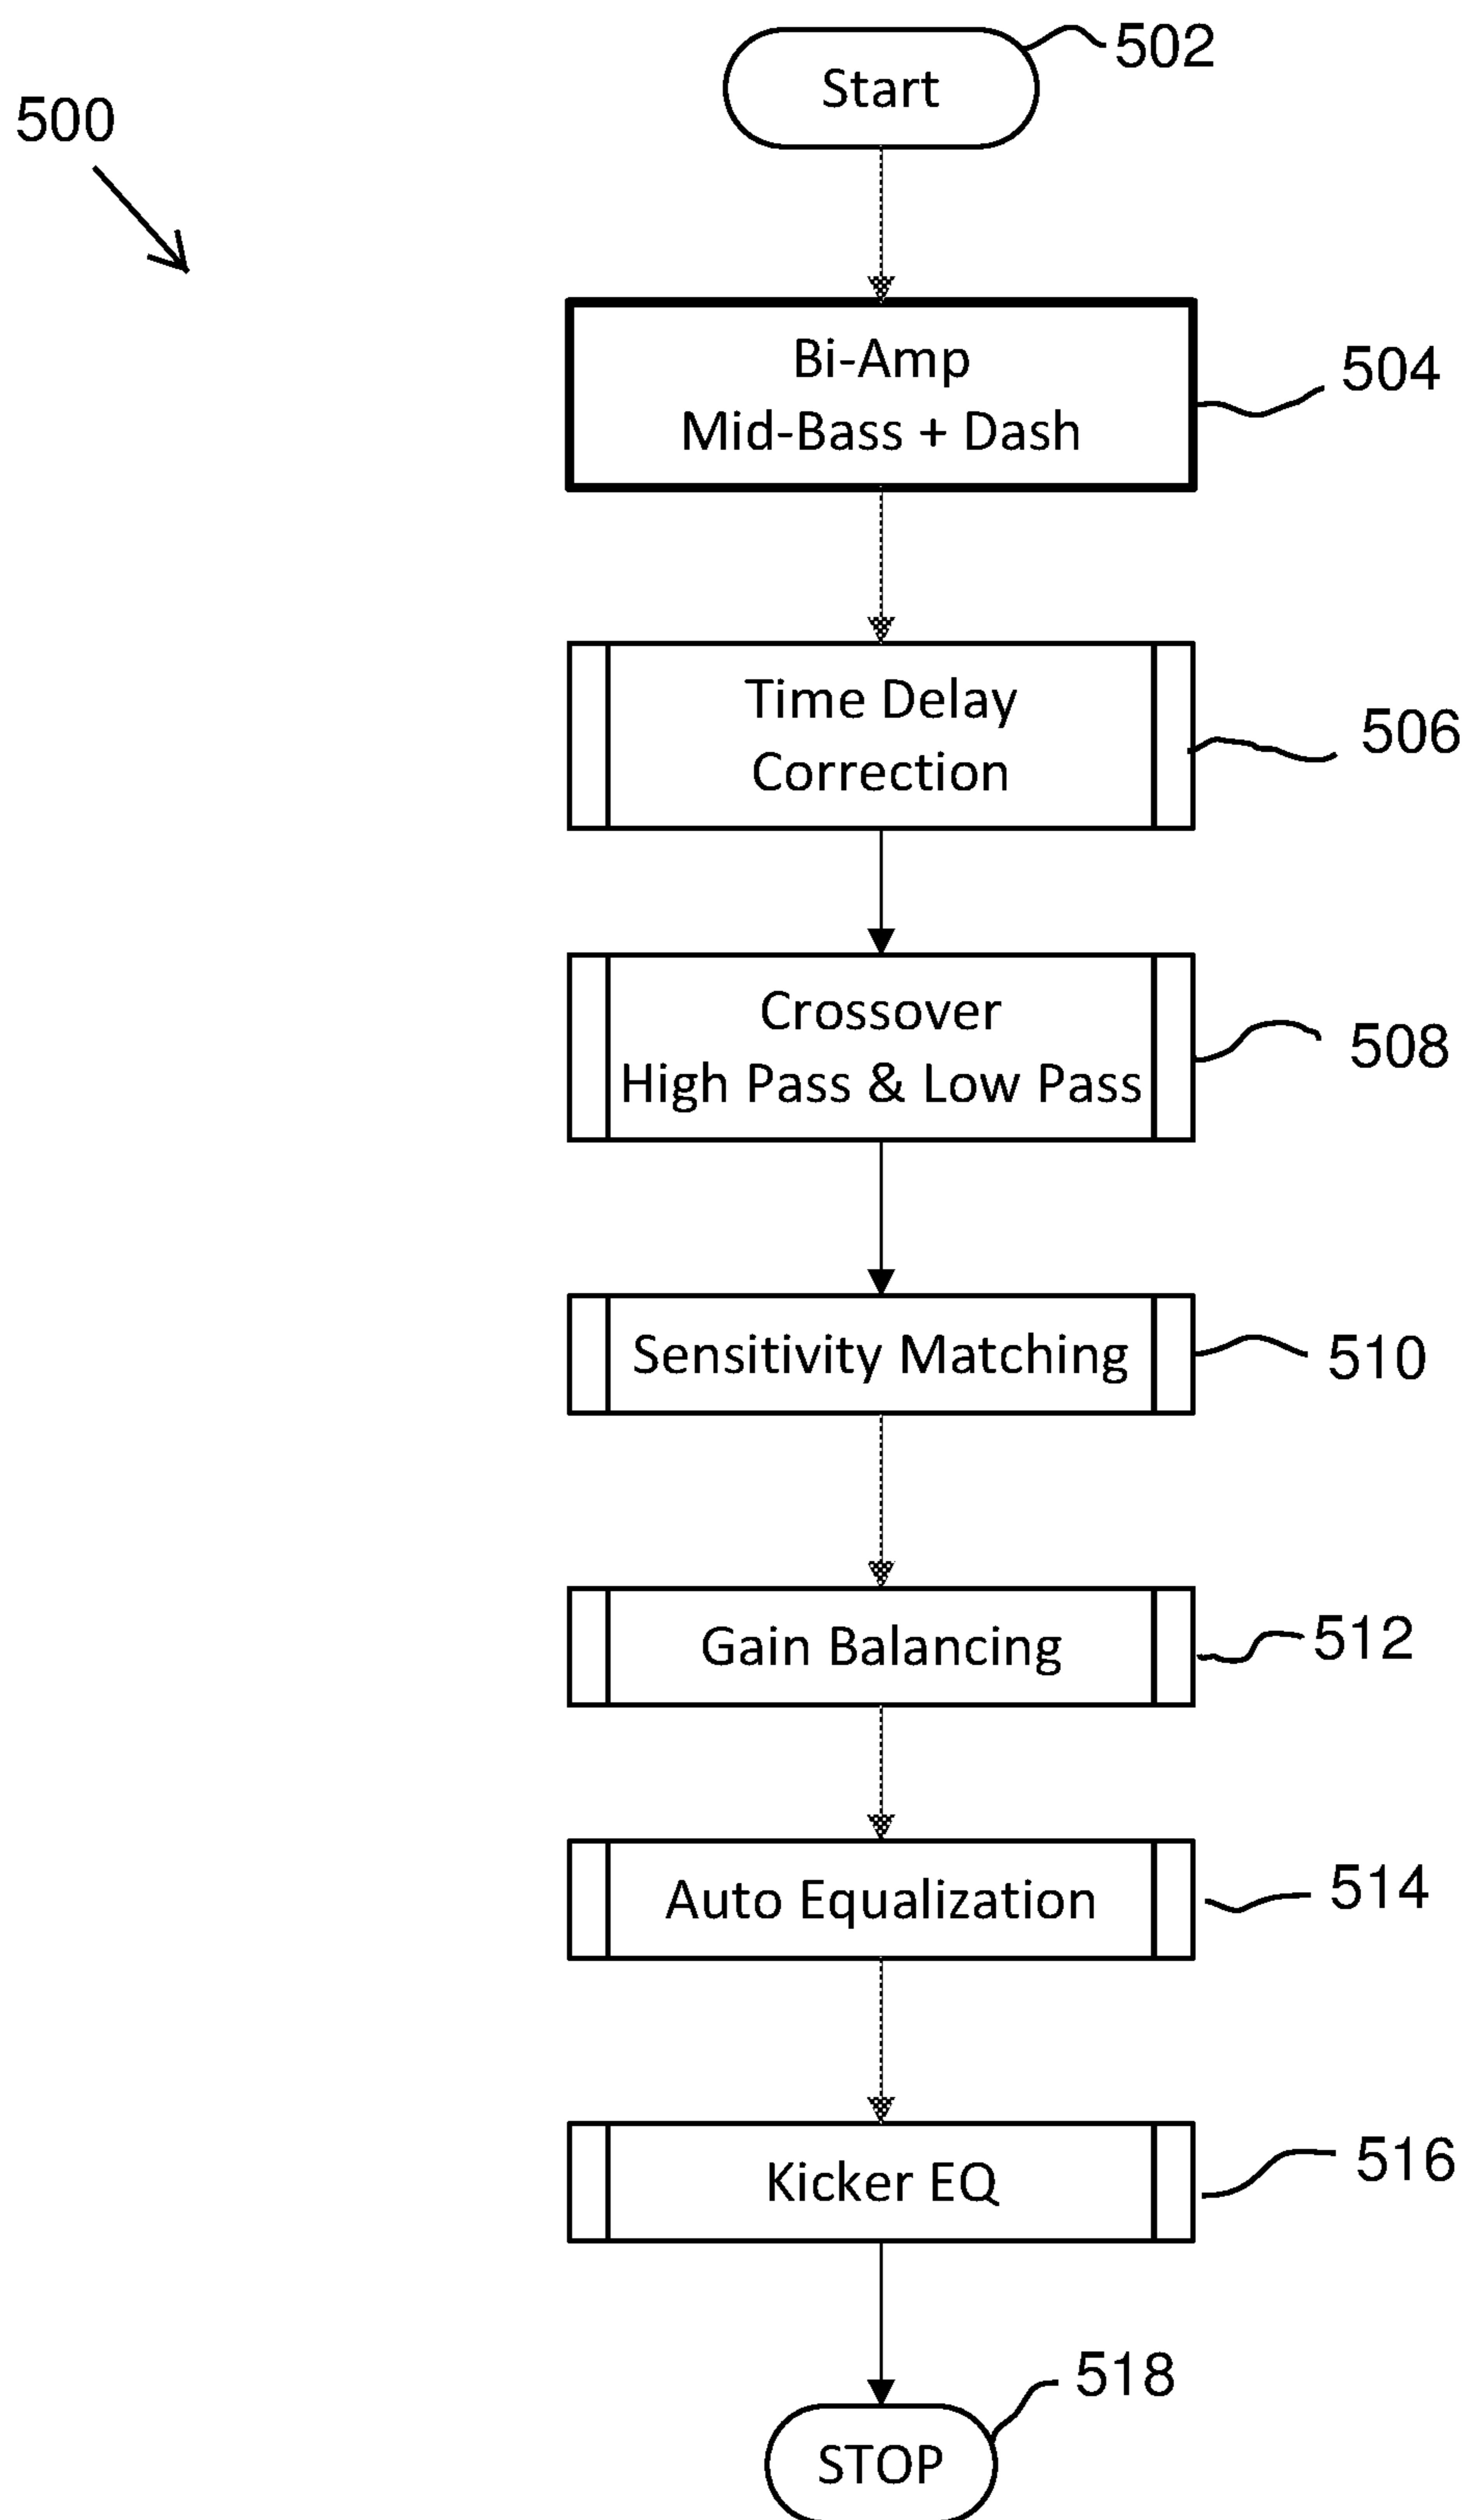 502
Start
500
Bi-Amp
Mid-Bass + Dash
504
Time Delay
Correction
506
Crossover
High Pass & Low Pass
508
Sensitivity Matching
510
Gain Balancing
512
Auto Equalization
514
Kicker EQ
516
518
STOP